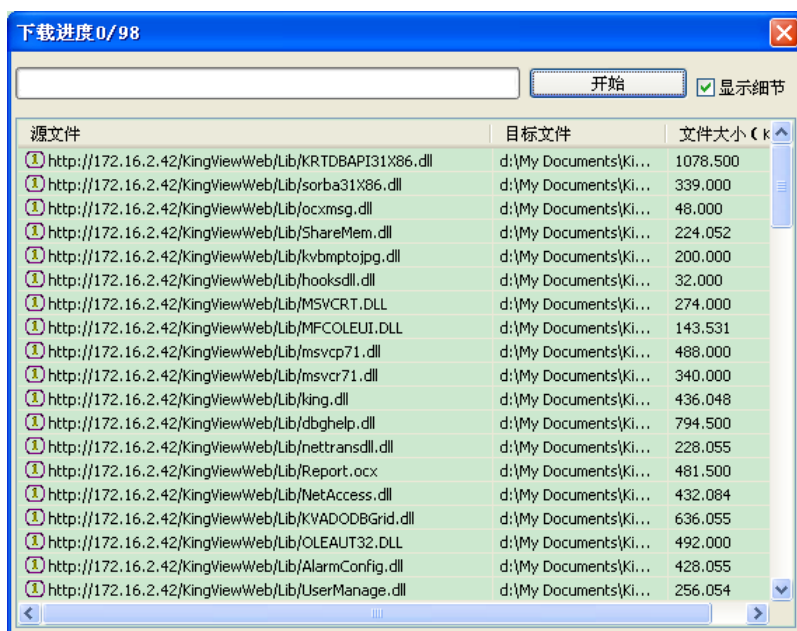 下载进度0/98
开始 显示细节
源文件 目标文件 文件大小(K
http://172.16.2.42/KingViewWeb/Lib/KRTDBAPI31X86.dll d:\My Documents\Ki... 1078.500
http://172.16.2.42/KingViewWeb/Lib/sorba31X86.dll d:\My Documents\Ki... 339.000
http://172.16.2.42/KingViewWeb/Lib/ocxmsg.dll d:\My Documents\Ki... 48.000
http://172.16.2.42/KingViewWeb/Lib/ShareMem.dll d:\My Documents\Ki... 224.052
http://172.16.2.42/KingViewWeb/Lib/kvbmptojpg.dll d:\My Documents\Ki... 200.000
http://172.16.2.42/KingViewWeb/Lib/hooksdll.dll d:\My Documents\Ki... 32.000
http://172.16.2.42/KingViewWeb/Lib/MSVCRT.DLL d:\My Documents\Ki... 274.000
http://172.16.2.42/KingViewWeb/Lib/MFCOLEUI.DLL d:\My Documents\Ki... 143.531
http://172.16.2.42/KingViewWeb/Lib/msvcp71.dll d:\My Documents\Ki... 488.000
http://172.16.2.42/KingViewWeb/Lib/msvcr71.dll d:\My Documents\Ki... 340.000
http://172.16.2.42/KingViewWeb/Lib/king.dll d:\My Documents\Ki... 436.048
http://172.16.2.42/KingViewWeb/Lib/dbghelp.dll d:\My Documents\Ki... 794.500
http://172.16.2.42/KingViewWeb/Lib/nettransdll.dll d:\My Documents\Ki... 228.055
http://172.16.2.42/KingViewWeb/Lib/Report.ocx d:\My Documents\Ki... 481.500
http://172.16.2.42/KingViewWeb/Lib/NetAccess.dll d:\My Documents\Ki... 432.084
http://172.16.2.42/KingViewWeb/Lib/KVADODBGrid.dll d:\My Documents\Ki... 636.055
http://172.16.2.42/KingViewWeb/Lib/OLEAUT32.DLL d:\My Documents\Ki... 492.000
http://172.16.2.42/KingViewWeb/Lib/AlarmConfig.dll d:\My Documents\Ki... 428.055
http://172.16.2.42/KingViewWeb/Lib/UserManage.dll d:\My Documents\Ki... 256.054